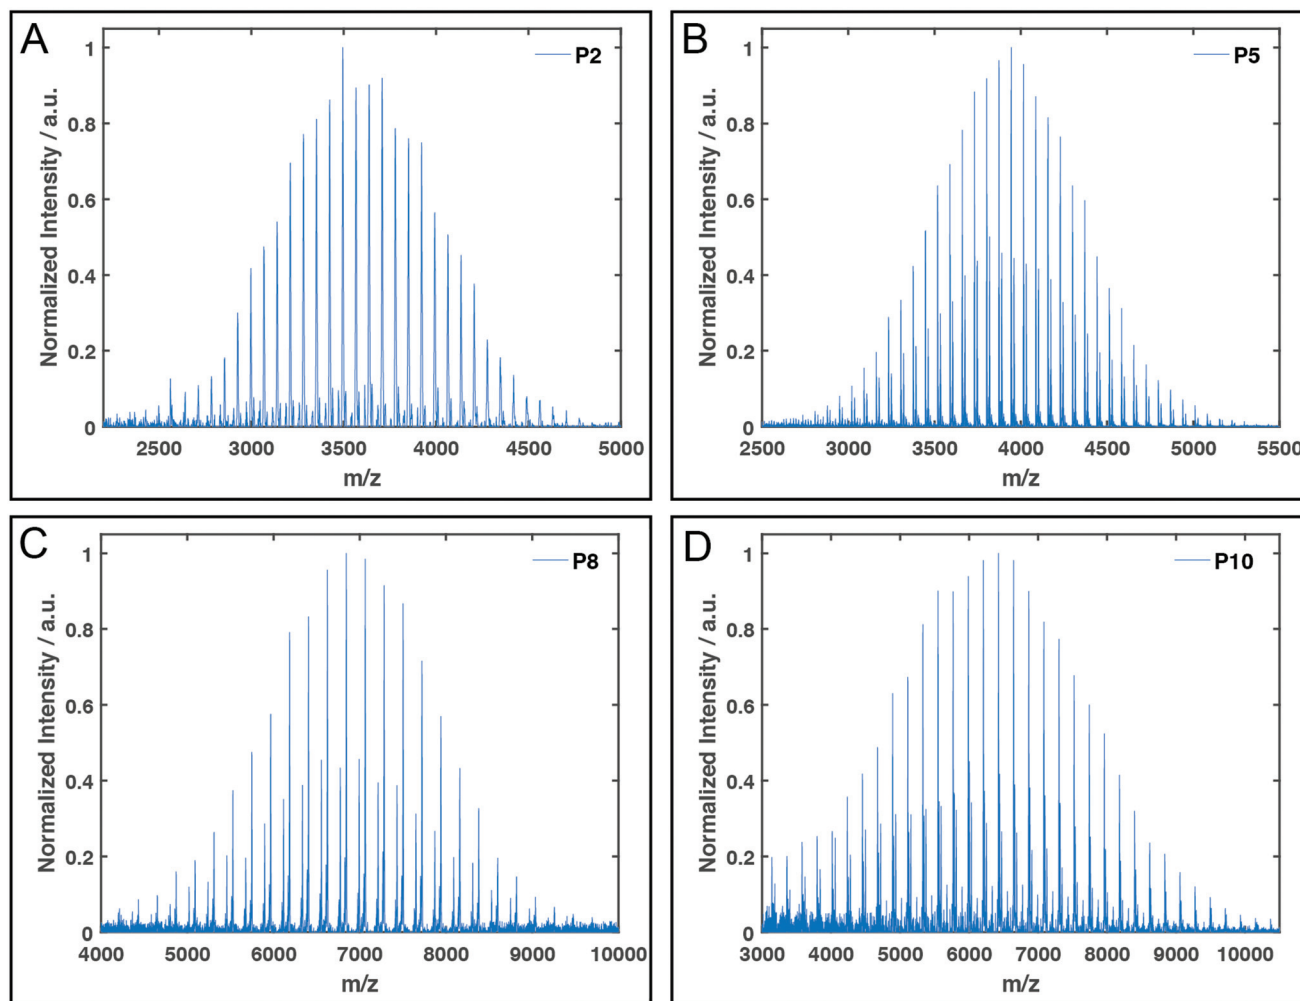 A
P2
Normalized Intensity / a.u.
1
0.8
0.6
0.4
0.2
0
2500 3000 3500 4000 4500 5000
m/z
B
P5
Normalized Intensity / a.u.
1
0.8
0.6
0.4
0.2
0
2500 3000 3500 4000 4500 5000 5500
m/z
C
P8
Normalized Intensity / a.u.
1
0.8
0.6
0.4
0.2
0
4000 5000 6000 7000 8000 9000 10000
m/z
D
P10
Normalized Intensity / a.u.
1
0.8
0.6
0.4
0.2
0
3000 4000 5000 6000 7000 8000 9000 10000
m/z